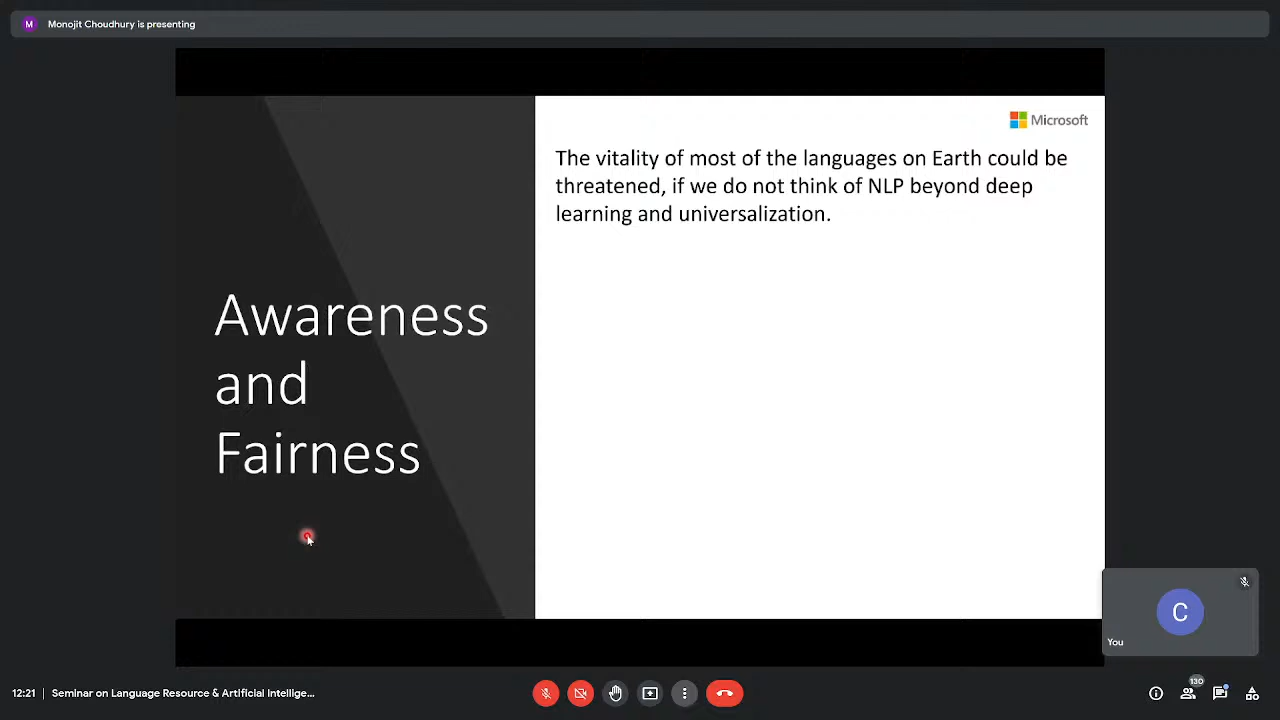 M Monojit Choudhury is presenting
Microsoft
The vitality of most of the languages on Earth could be
threatened, if we do not think of NLP beyond deep
learning and universalization.
Awareness
and
Fairness
C
You
12:21 | Seminar on Language Resource & Artificial Intellige...
130